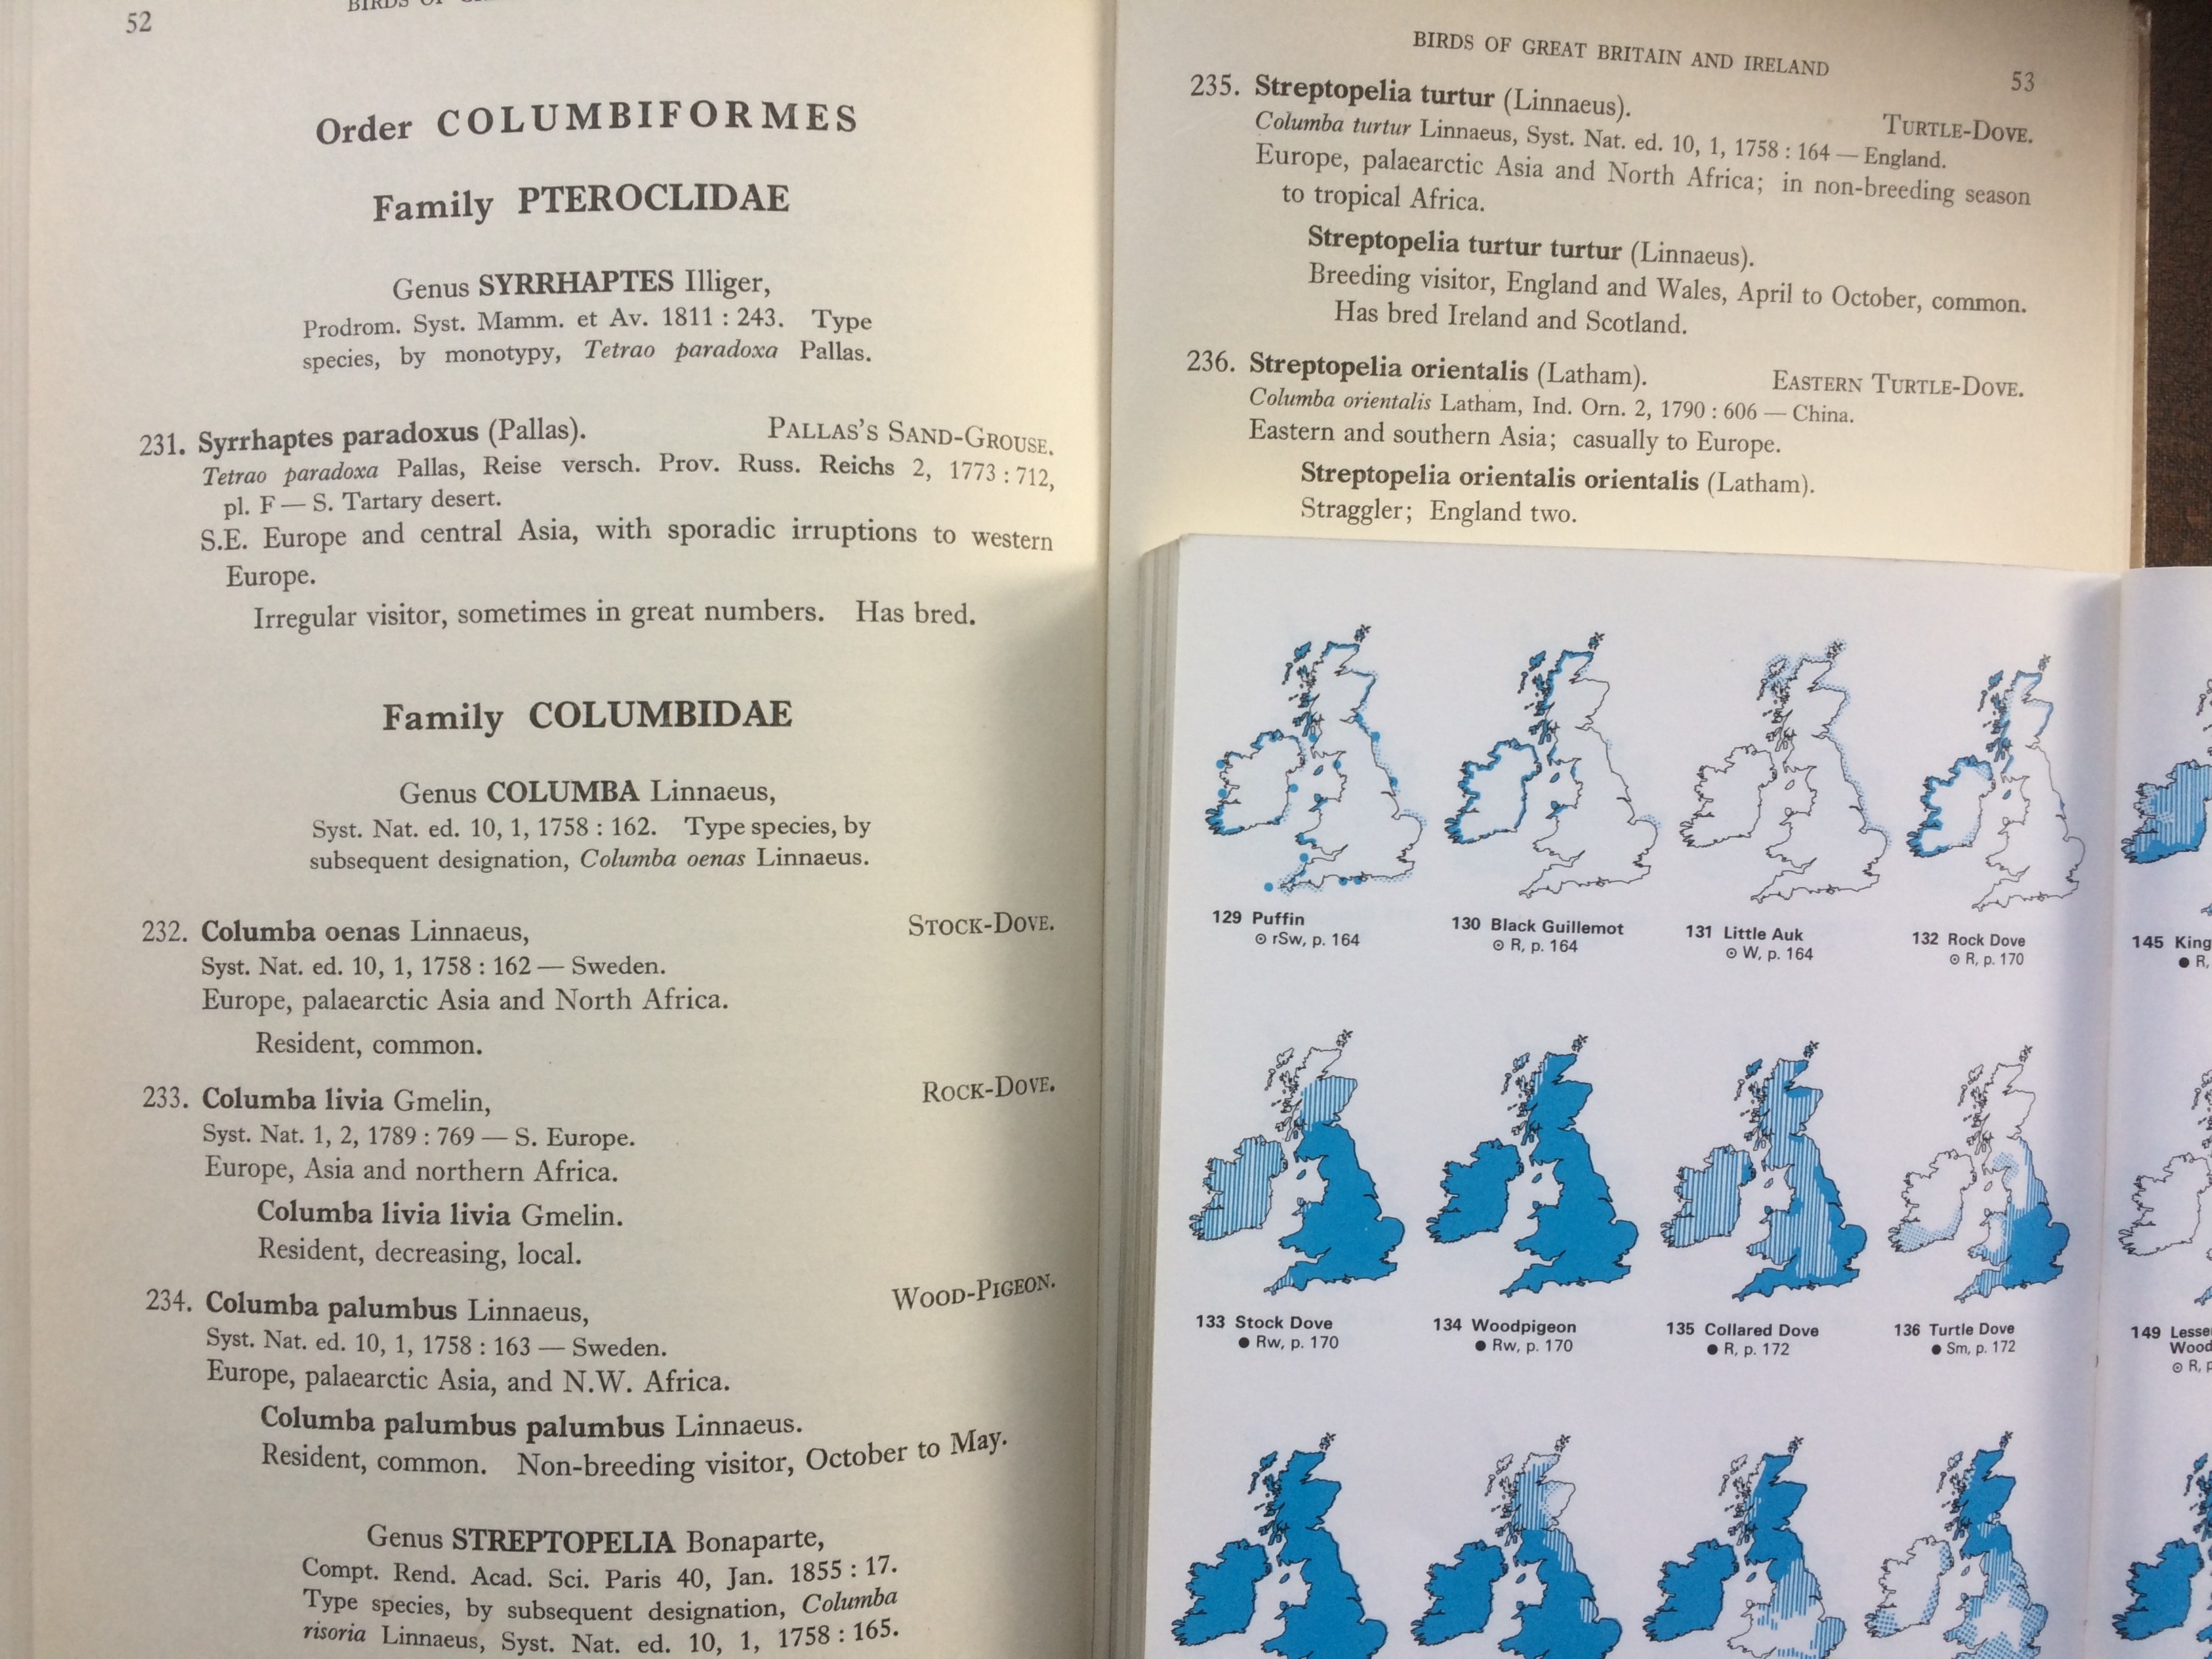 52
Order COLUMBIFORMES
Family PTEROCLIDAE
Genus SYRRHAPTES Illiger,
Prodrom. Syst. Mamm. et Av. 1811 : 243. Type
species, by monotypy, Tetrao paradoxa Pallas.
231. Syrrhaptes paradoxus (Pallas). PALLAS'S SAND-GROUSE.
Tetrao paradoxa Pallas, Reise versch. Prov. Russ. Reichs 2, 1773 : 712,
pl. F — S. Tartary desert.
S.E. Europe and central Asia, with sporadic irruptions to western
Europe.
Irregular visitor, sometimes in great numbers. Has bred.
Family COLUMBIDAE
Genus COLUMBA Linnaeus,
Syst. Nat. ed. 10, 1, 1758 : 162. Type species, by
subsequent designation, Columba oenas Linnaeus.
232. Columba oenas Linnaeus, STOCK-DOVE.
Syst. Nat. ed. 10, 1, 1758 : 162 — Sweden.
Europe, palaearctic Asia and North Africa.
Resident, common.
233. Columba livia Gmelin, ROCK-DOVE.
Syst. Nat. 1, 2, 1789 : 769 — S. Europe.
Europe, Asia and northern Africa.
Columba livia livia Gmelin.
Resident, decreasing, local.
234. Columba palumbus Linnaeus, WOOD-PIGEON.
Syst. Nat. ed. 10, 1, 1758 : 163 — Sweden.
Europe, palaearctic Asia, and N.W. Africa.
Columba palumbus palumbus Linnaeus.
Resident, common. Non-breeding visitor, October to May.
Genus STREPTOPELIA Bonaparte,
Compt. Rend. Acad. Sci. Paris 40, Jan. 1855 : 17.
Type species, by subsequent designation, Columba
risoria Linnaeus, Syst. Nat. ed. 10, 1, 1758 : 165.
BIRDS OF GREAT BRITAIN AND IRELAND 53
235. Streptopelia turtur (Linnaeus). TURTLE-DOVE.
Columba turtur Linnaeus, Syst. Nat. ed. 10, 1, 1758 : 164 — England.
Europe, palaearctic Asia and North Africa; in non-breeding season
to tropical Africa.
Streptopelia turtur turtur (Linnaeus).
Breeding visitor, England and Wales, April to October, common.
Has bred Ireland and Scotland.
236. Streptopelia orientalis (Latham). EASTERN TURTLE-DOVE.
Columba orientalis Latham, Ind. Orn. 2, 1790 : 606 — China.
Eastern and southern Asia; casually to Europe.
Streptopelia orientalis orientalis (Latham).
Straggler; England two.
129 Puffin
⊙ rSw, p. 164
130 Black Guillemot
⊙ R, p. 164
131 Little Auk
⊙ W, p. 164
132 Rock Dove
⊙ R, p. 170
145 King
● R,
133 Stock Dove
● Rw, p. 170
134 Woodpigeon
● Rw, p. 170
135 Collared Dove
● R, p. 172
136 Turtle Dove
● Sm, p. 172
149 Lesse
Wood
⊙ R, p